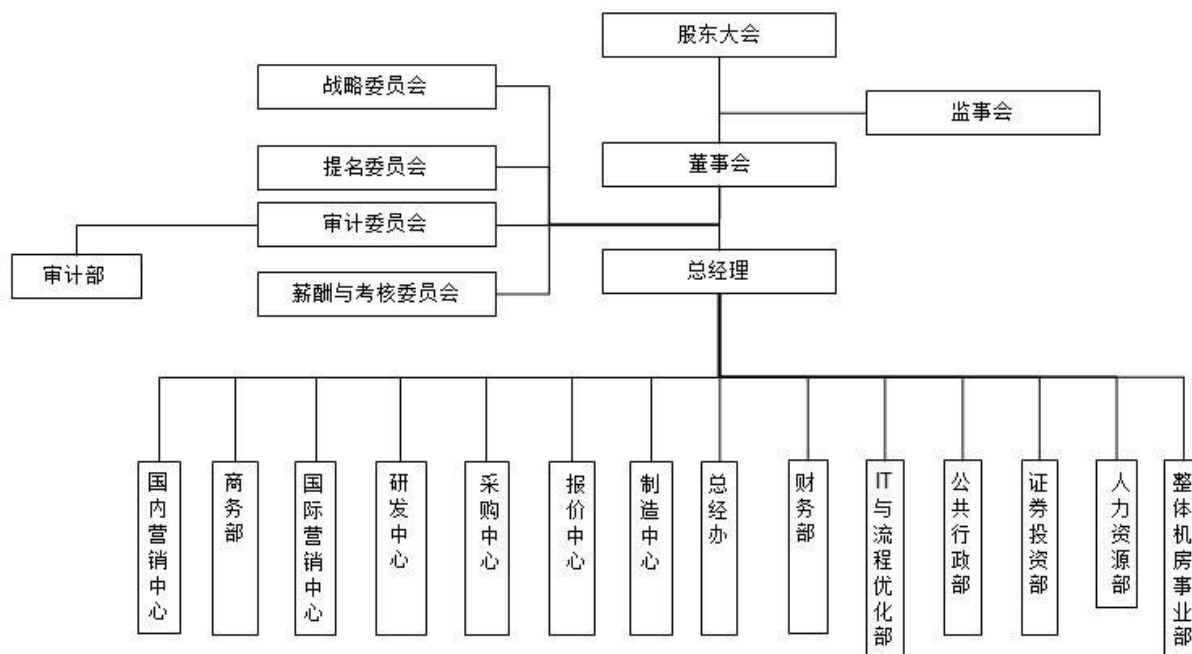 股东大会
战略委员会
监事会
提名委员会
董事会
审计委员会
审计部
总经理
薪酬与考核委员会
国内营销中心
商务部
国际营销中心
研发中心
采购中心
报价中心
制造中心
总经办
财务部
IT与流程优化部
公共行政部
证券投资部
人力资源部
整体机房事业部